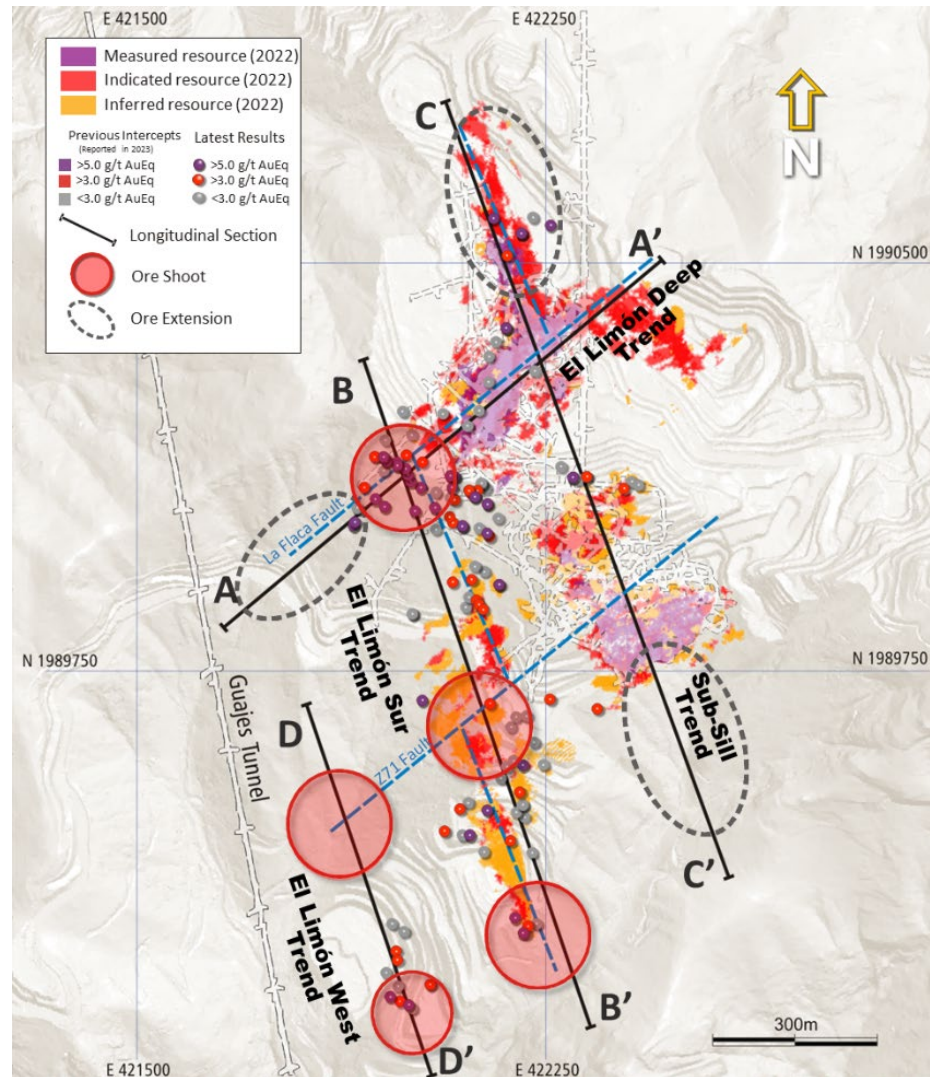 E 421500
E 422250
Measured resource (2022)
Indicated resource (2022)
Inferred resource (2022)
Previous Intercepts
(Reported in 2023)
Latest Results
>5.0 g/t AuEq
>5.0 g/t AuEq
>3.0 g/t AuEq
>3.0 g/t AuEq
<3.0 g/t AuEq
<3.0 g/t AuEq
Longitudinal Section
Ore Shoot
Ore Extension
N
C
A'
N 1990500
El Limón Deep
Trend
B
La Flaca Fault
A
El Limón Sur
Trend
N 1989750
Guajes Tunnel
Sub-Sill
Trend
D
Z71 Fault
C'
El Limón West
Trend
B'
D'
300m
E 421500
E 422250